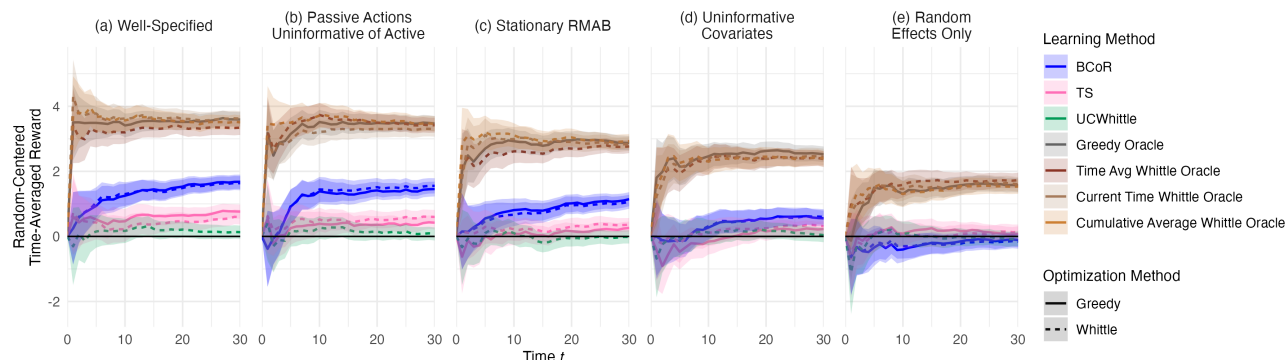 (a) Well-Specified
(b) Passive Actions
Uninformative of Active
(c) Stationary RMAB
(d) Uninformative
Covariates
(e) Random
Effects Only
Random-Centered
Time-Averaged Reward
4
2
0
-2
0 10 20 30
0 10 20 30
0 10 20 30
0 10 20 30
0 10 20 30
Time t
Learning Method
BCoR
TS
UCWhittle
Greedy Oracle
Time Avg Whittle Oracle
Current Time Whittle Oracle
Cumulative Average Whittle Oracle
Optimization Method
Greedy
Whittle